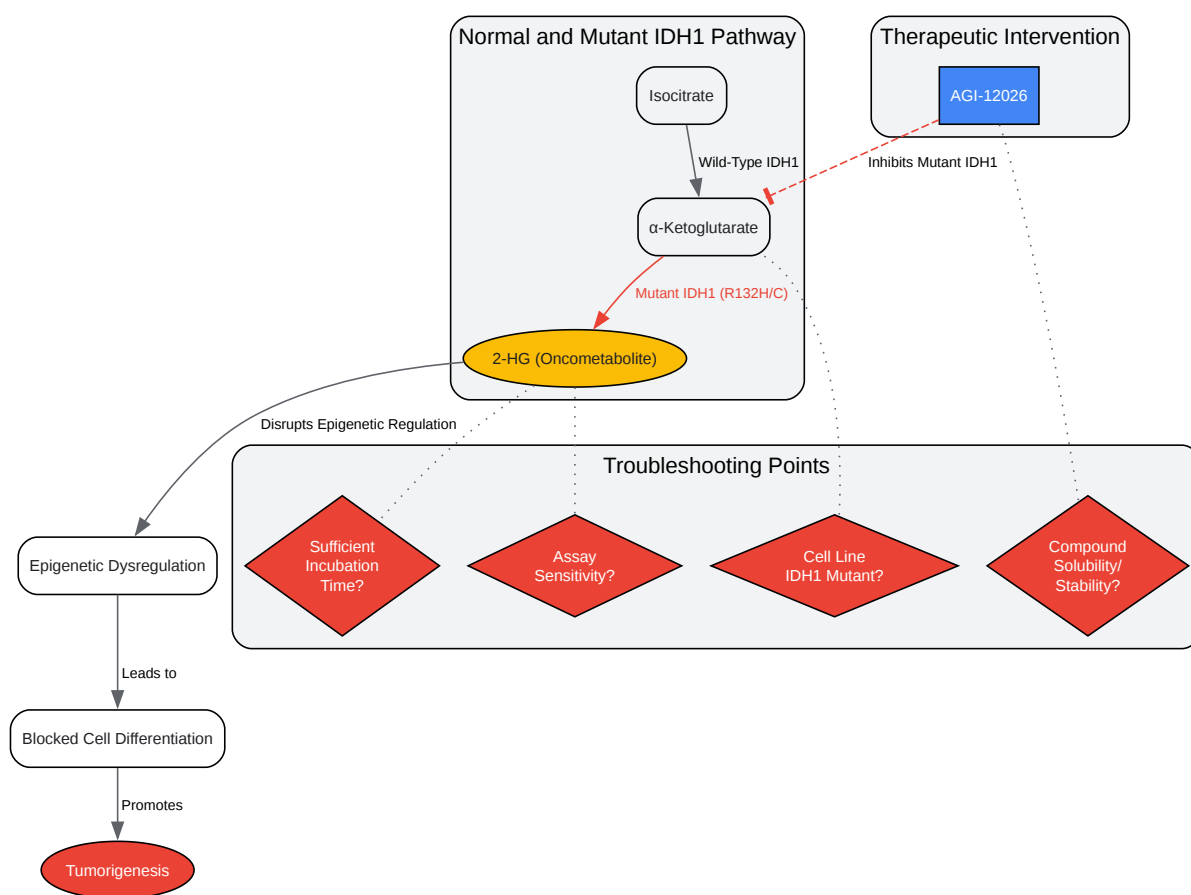 Normal and Mutant IDH1 Pathway
Therapeutic Intervention
Isocitrate
AGI-12026
Wild-Type IDH1
Inhibits Mutant IDH1
α-Ketoglutarate
Mutant IDH1 (R132H/C)
2-HG (Oncometabolite)
Disrupts Epigenetic Regulation
Troubleshooting Points
Epigenetic Dysregulation
Sufficient
Incubation
Time?
Assay
Sensitivity?
Cell Line
IDH1 Mutant?
Compound
Solubility/
Stability?
Leads to
Blocked Cell Differentiation
Promotes
Tumorigenesis